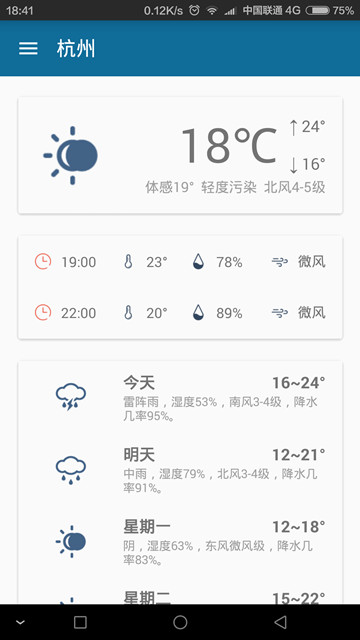 18:41 0.12K/s 中国联通 4G 75%
杭州
18℃ ↑24° ↓16°
体感19° 轻度污染 北风4-5级
19:00 23° 78% 微风
22:00 20° 89% 微风
今天 16~24°
雷阵雨，湿度53%，南风3-4级，降水几
率95%。
明天 12~21°
中雨，湿度79%，北风3-4级，降水几
率91%。
星期一 12~18°
阴，湿度63%，东风微风级，降水几
率83%。
星期二 15~22°